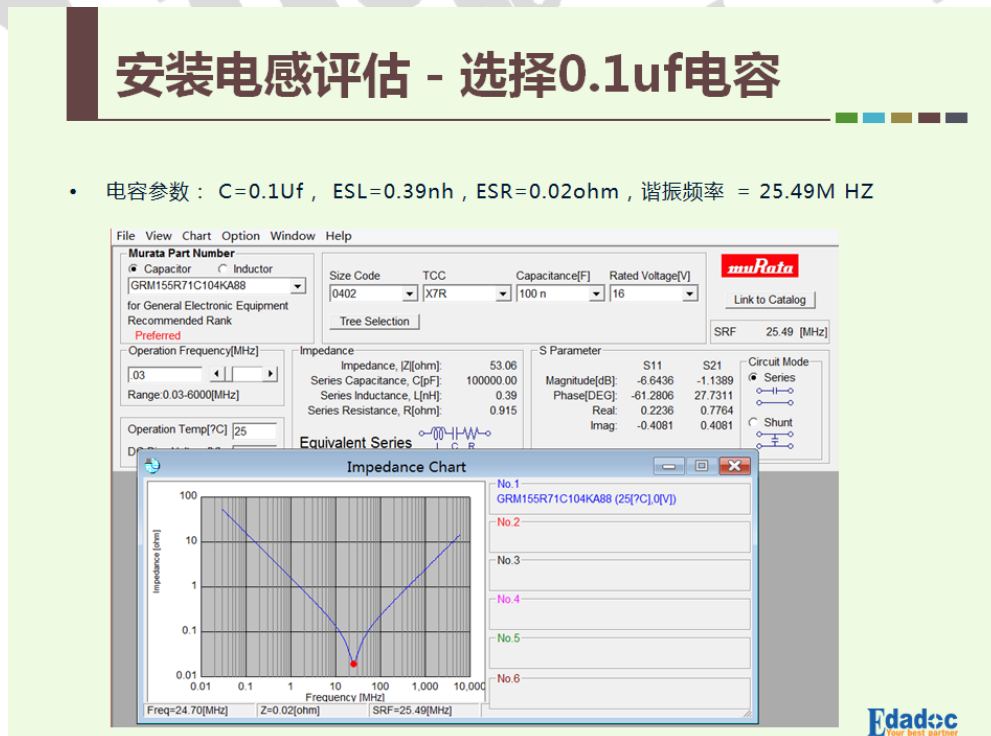 安装电感评估 - 选择0.1uf电容
• 电容参数： C=0.1Uf， ESL=0.39nh，ESR=0.02ohm，谐振频率 = 25.49M HZ
File View Chart Option Window Help
Murata Part Number
Capacitor Inductor
GRM155R71C104KA88
for General Electronic Equipment
Recommended Rank
Preferred
Size Code TCC Capacitance[F] Rated Voltage[V]
0402 X7R 100 n 16
Tree Selection
muRata
Link to Catalog
SRF 25.49 [MHz]
Operation Frequency[MHz]
.03
Range:0.03-6000[MHz]
Operation Temp[?C] 25
Impedance
Impedance, |Z|[ohm]: 53.06
Series Capacitance, C[pF]: 100000.00
Series Inductance, L[nH]: 0.39
Series Resistance, R[ohm]: 0.915
Equivalent Series L C R
S Parameter
S11 S21
Magnitude[dB]: -6.6436 -1.1389
Phase[DEG]: -61.2806 27.7311
Real: 0.2236 0.7764
Imag: -0.4081 0.4081
Circuit Mode
Series
Shunt
Impedance Chart
100
10
1
0.1
0.01
Impedance [ohm]
0.01 0.1 1 10 100 1,000 10,000
Frequency [MHz]
Freq=24.70[MHz] Z=0.02[ohm] SRF=25.49[MHz]
No.1
GRM155R71C104KA88 (25[?C],0[V])
No.2
No.3
No.4
No.5
No.6
Edadoc
Your best partner